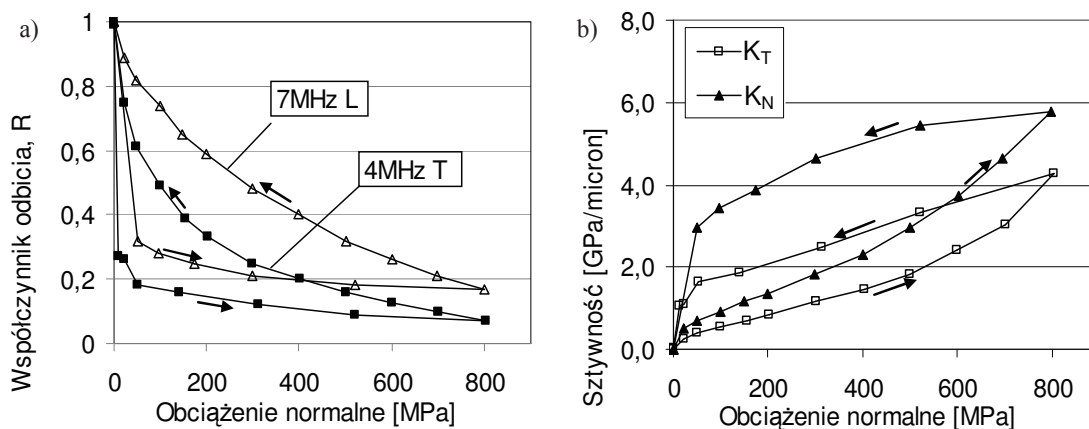 a)
Współczynnik odbicia, R
1
0,8
0,6
0,4
0,2
0
0 200 400 600 800
Obciążenie normalne [MPa]
7MHz L
4MHz T
b)
Sztywność [GPa/micron]
8,0
6,0
4,0
2,0
0,0
0 200 400 600 800
Obciążenie normalne [MPa]
K_T
K_N